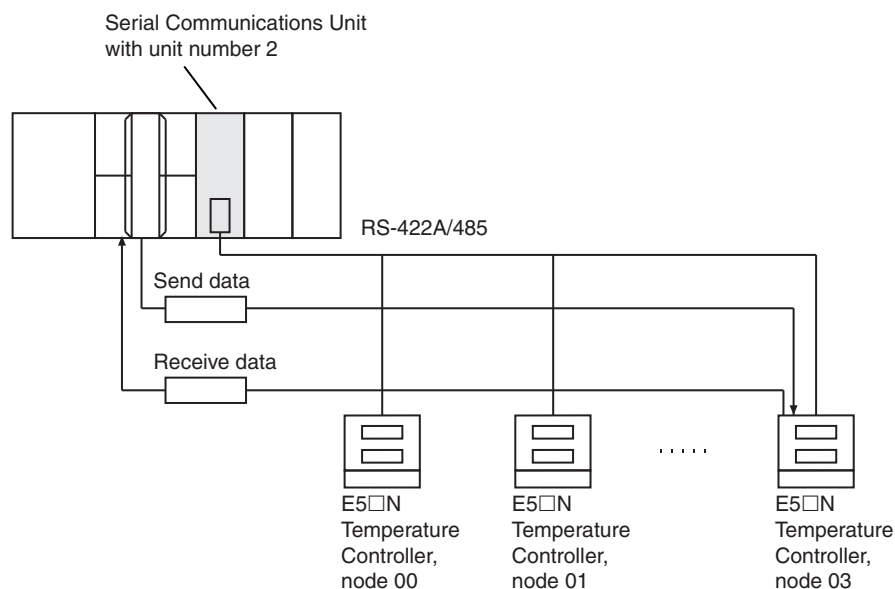 Serial Communications Unit
with unit number 2
RS-422A/485
Send data
Receive data
E5□N
Temperature
Controller,
node 00
E5□N
Temperature
Controller,
node 01
.....
E5□N
Temperature
Controller,
node 03